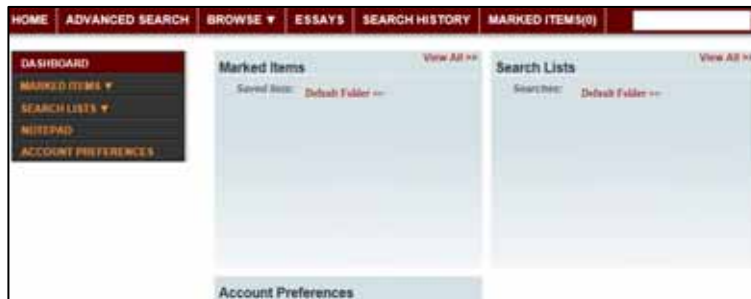 HOME ADVANCED SEARCH BROWSE ▼ ESSAYS SEARCH HISTORY MARKED ITEMS(0)
DASHBOARD
MARKED ITEMS ▼
SEARCH LISTS ▼
NOTEPAD
ACCOUNT PREFERENCES
Marked Items View All >>
Saved lists: Default Folder >>
Search Lists View All >>
Searches: Default Folder >>
Account Preferences